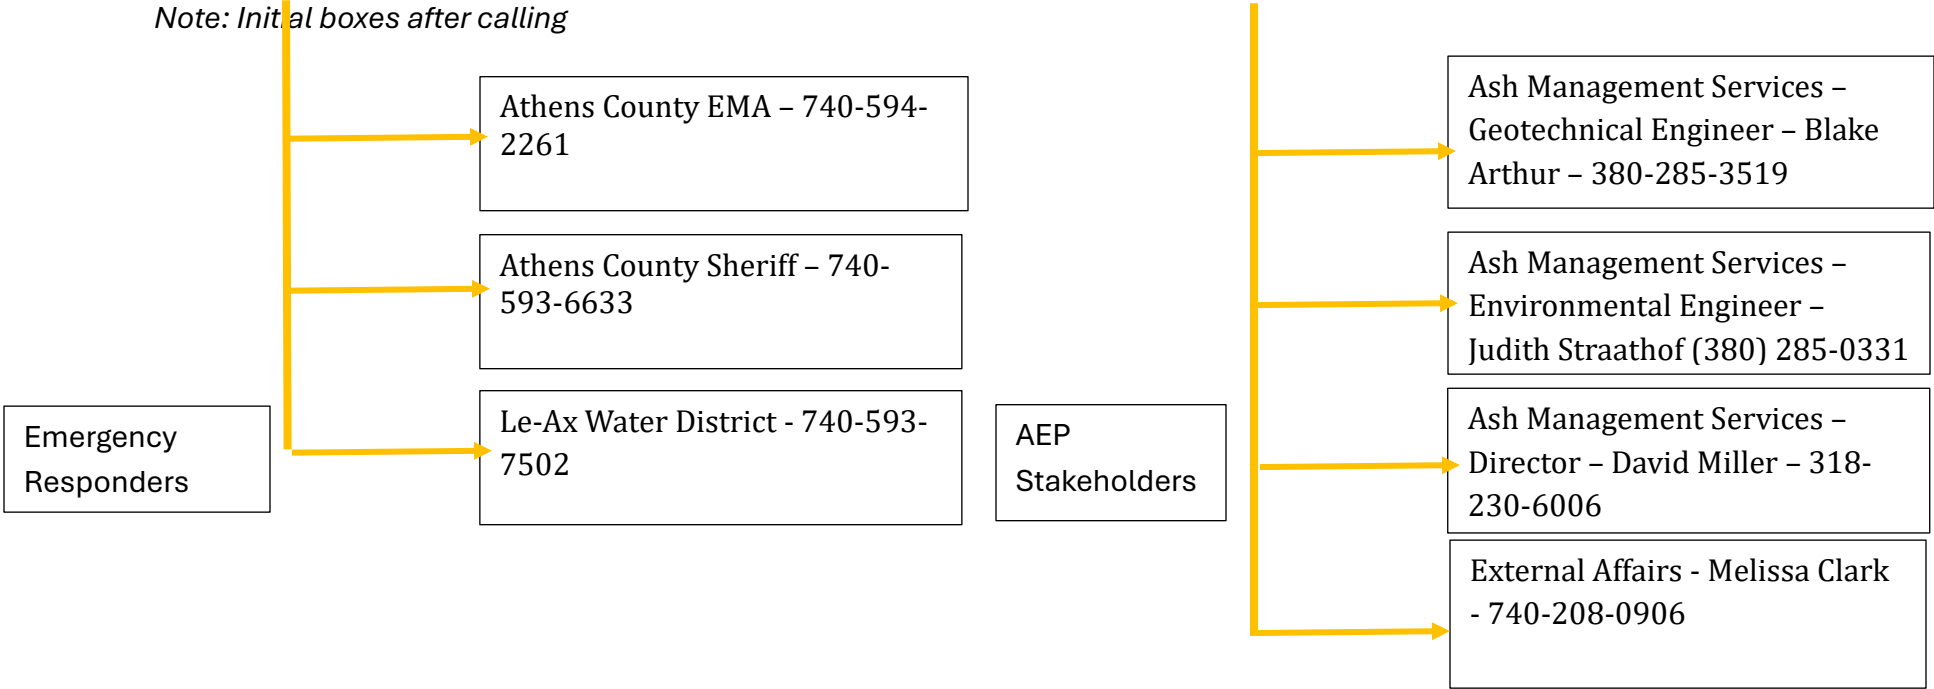 Note: Initial boxes after calling
Athens County EMA – 740-594-
2261
Athens County Sheriff – 740-
593-6633
Le-Ax Water District - 740-593-
7502
Emergency
Responders
Ash Management Services –
Geotechnical Engineer – Blake
Arthur – 380-285-3519
Ash Management Services –
Environmental Engineer –
Judith Straathof (380) 285-0331
Ash Management Services –
Director – David Miller – 318-
230-6006
External Affairs - Melissa Clark
- 740-208-0906
AEP
Stakeholders